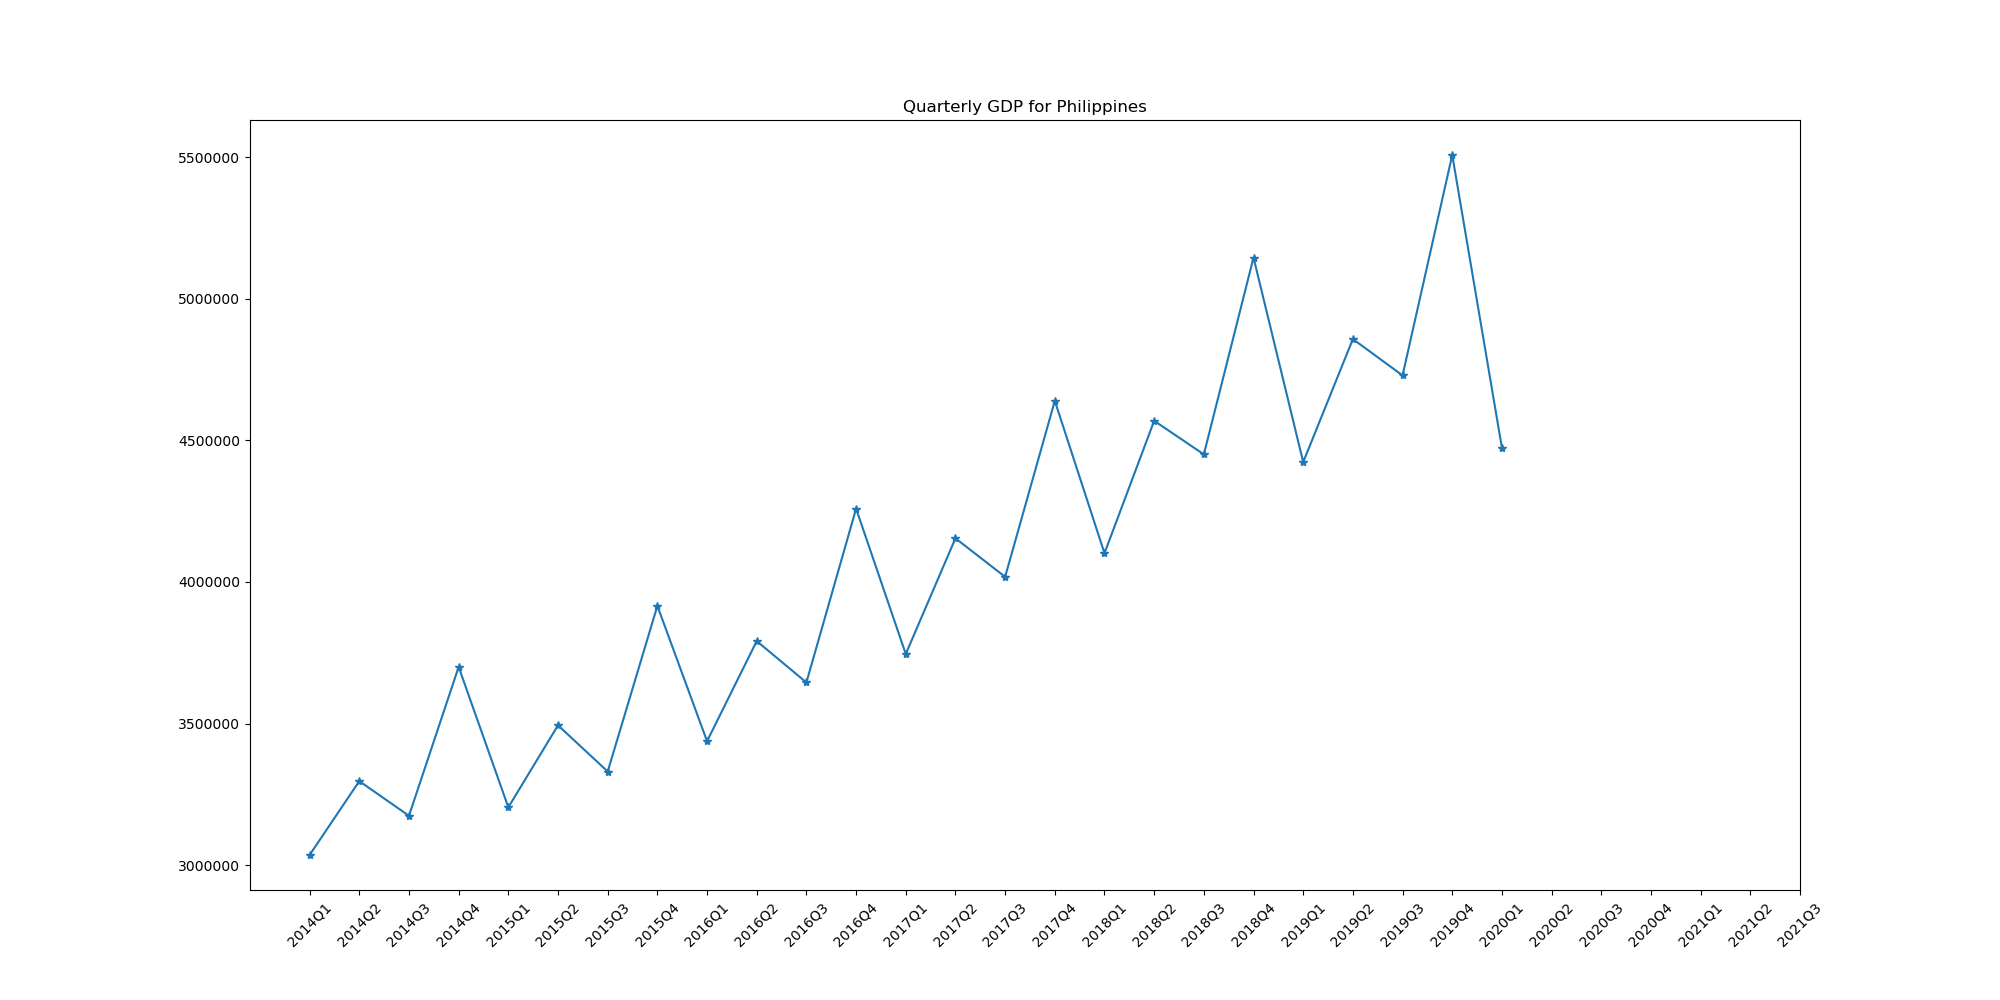 Quarterly GDP for Philippines
5500000
5000000
4500000
4000000
3500000
3000000
2014Q1
2014Q2
2014Q3
2014Q4
2015Q1
2015Q2
2015Q3
2015Q4
2016Q1
2016Q2
2016Q3
2016Q4
2017Q1
2017Q2
2017Q3
2017Q4
2018Q1
2018Q2
2018Q3
2018Q4
2019Q1
2019Q2
2019Q3
2019Q4
2020Q1
2020Q2
2020Q3
2020Q4
2021Q1
2021Q2
2021Q3